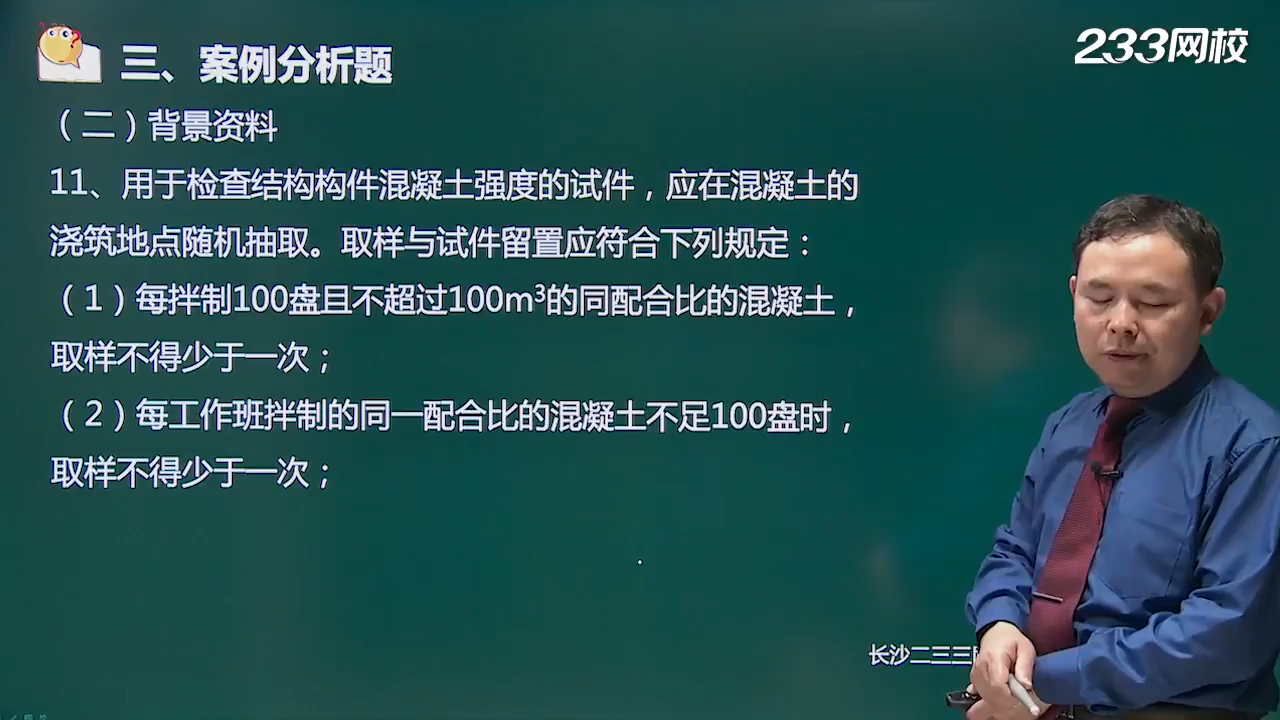 233网校
三、案例分析题
（二）背景资料
11、用于检查结构构件混凝土强度的试件，应在混凝土的
浇筑地点随机抽取。取样与试件留置应符合下列规定：
（1）每拌制100盘且不超过100m³的同配合比的混凝土，
取样不得少于一次；
（2）每工作班拌制的同一配合比的混凝土不足100盘时，
取样不得少于一次；
长沙二三三